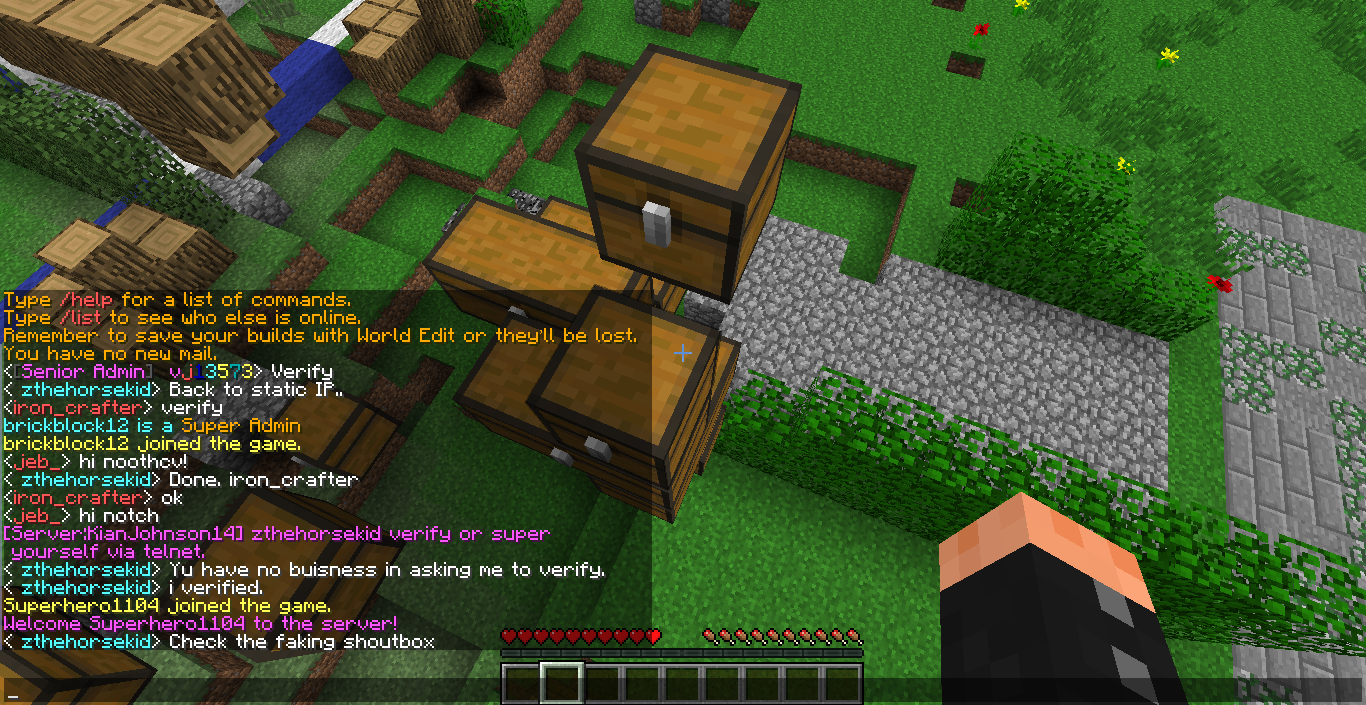 Type /help for a list of commands.
Type /list to see who else is online.
Remember to save your builds with World Edit or they'll be lost.
You have no new mail.
<[Senior Admin] vj13573> Verify
< zthehorsekid> Back to static IP..
<iron_crafter> verify
brickblock12 is a Super Admin
brickblock12 joined the game.
<jeb_> hi noothcv!
< zthehorsekid> Done. iron_crafter
<iron_crafter> ok
<jeb_> hi notch
[Server:KianJohnson14] zthehorsekid verify or super
yourself via telnet.
< zthehorsekid> Yu have no buisness in asking me to verify.
< zthehorsekid> i verified.
Superhero1104 joined the game.
Welcome Superhero1104 to the server!
< zthehorsekid> Check the faking shoutbox
_